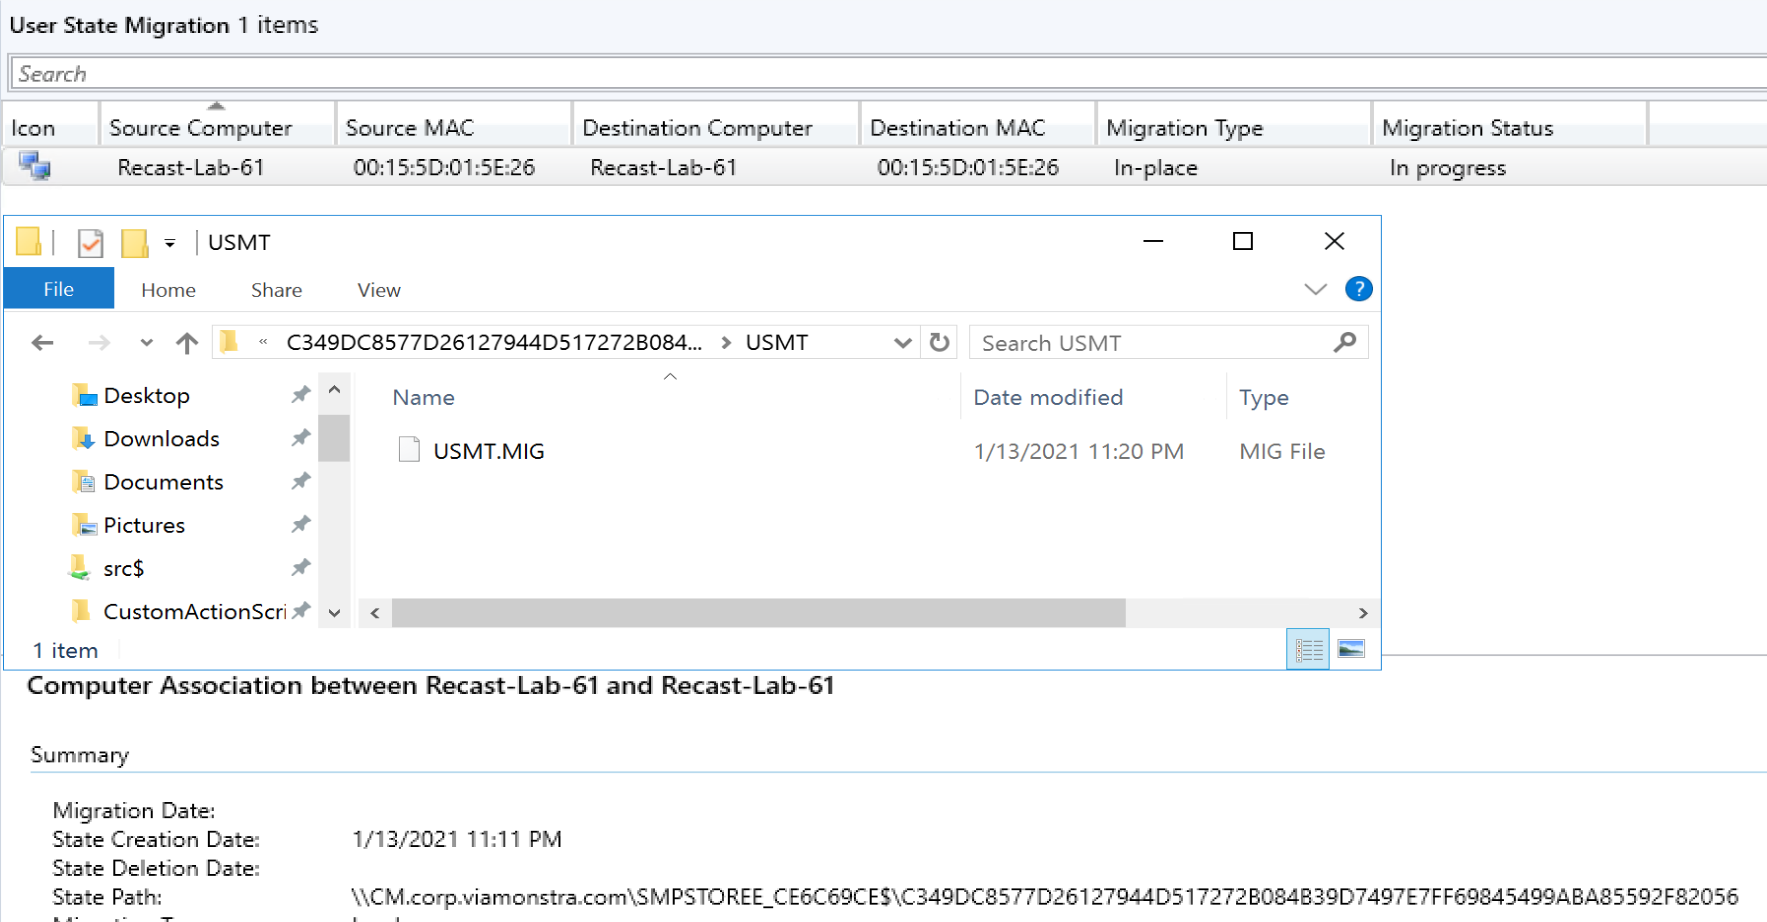 User State Migration 1 items
Search
Icon Source Computer Source MAC Destination Computer Destination MAC Migration Type Migration Status
Recast-Lab-61 00:15:5D:01:5E:26 Recast-Lab-61 00:15:5D:01:5E:26 In-place In progress
USMT
File Home Share View ?
« C349DC8577D26127944D517272B084... > USMT Search USMT
Name Date modified Type
USMT.MIG 1/13/2021 11:20 PM MIG File
Desktop
Downloads
Documents
Pictures
src$
CustomActionScri
1 item
Computer Association between Recast-Lab-61 and Recast-Lab-61
Summary
Migration Date:
State Creation Date: 1/13/2021 11:11 PM
State Deletion Date:
State Path: \\CM.corp.viamonstra.com\SMPSTOREE_CE6C69CE$\C349DC8577D26127944D517272B084B39D7497E7FF69845499ABA85592F82056